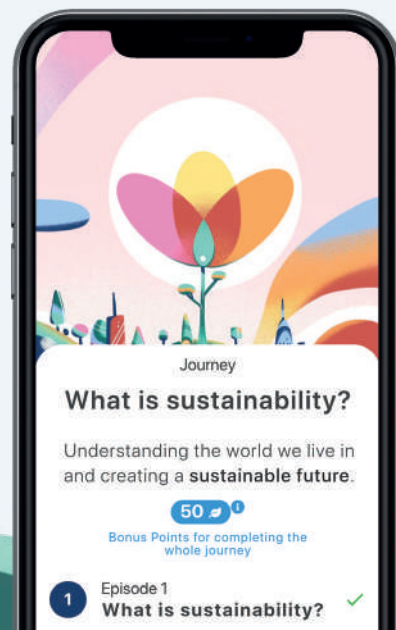 Journey
What is sustainability?
Understanding the world we live in
and creating a sustainable future.
50 i
Bonus Points for completing the
whole journey
1
Episode 1
What is sustainability?